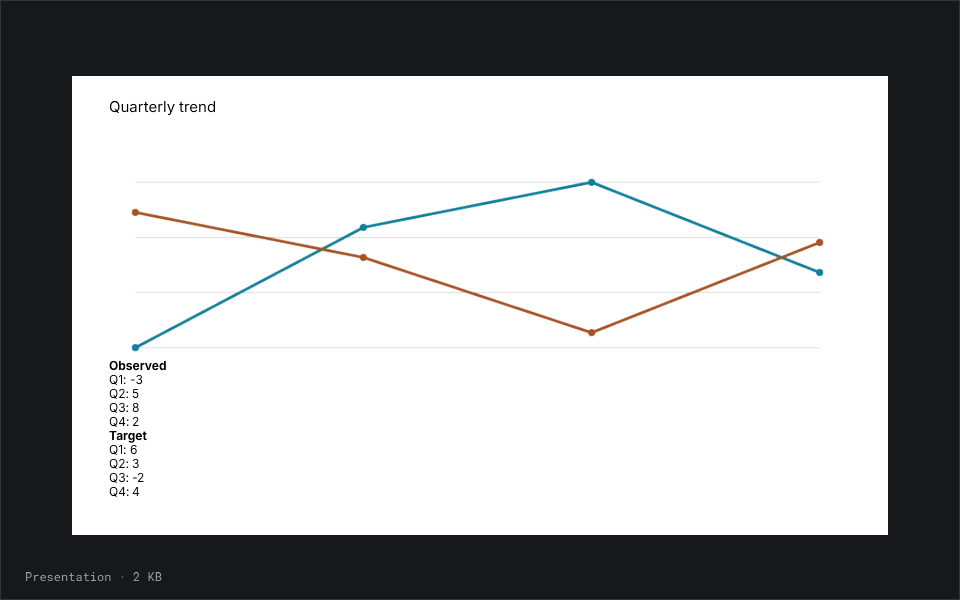 Quarterly trend
Observed
Q1: -3
Q2: 5
Q3: 8
Q4: 2
Target
Q1: 6
Q2: 3
Q3: -2
Q4: 4
Presentation · 2 KB